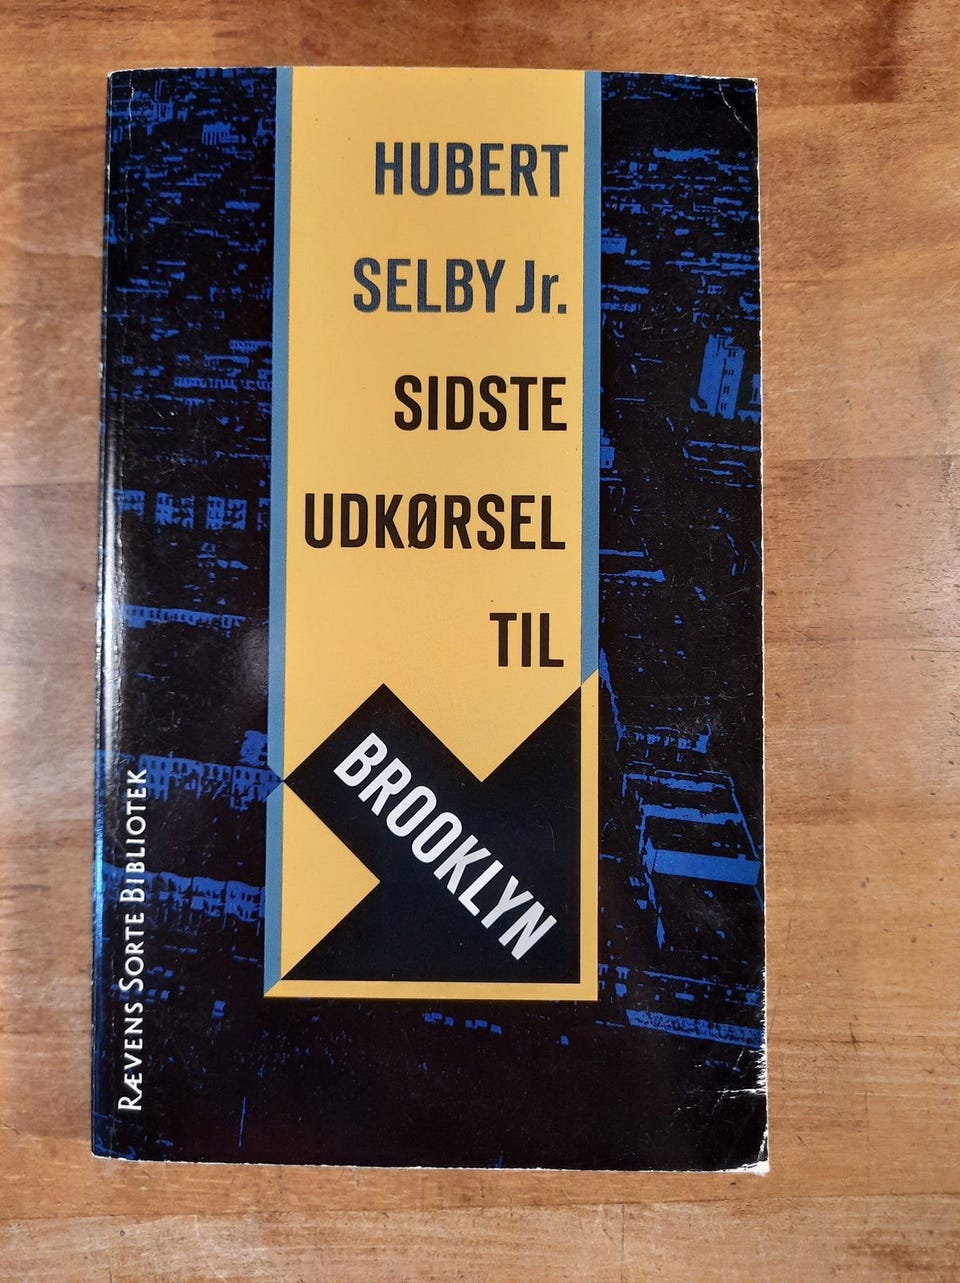 HUBERT
SELBY Jr.
SIDSTE
UDKØRSEL
TIL
BROOKLYN
RÆVENS SORTE BIBLIOTEK